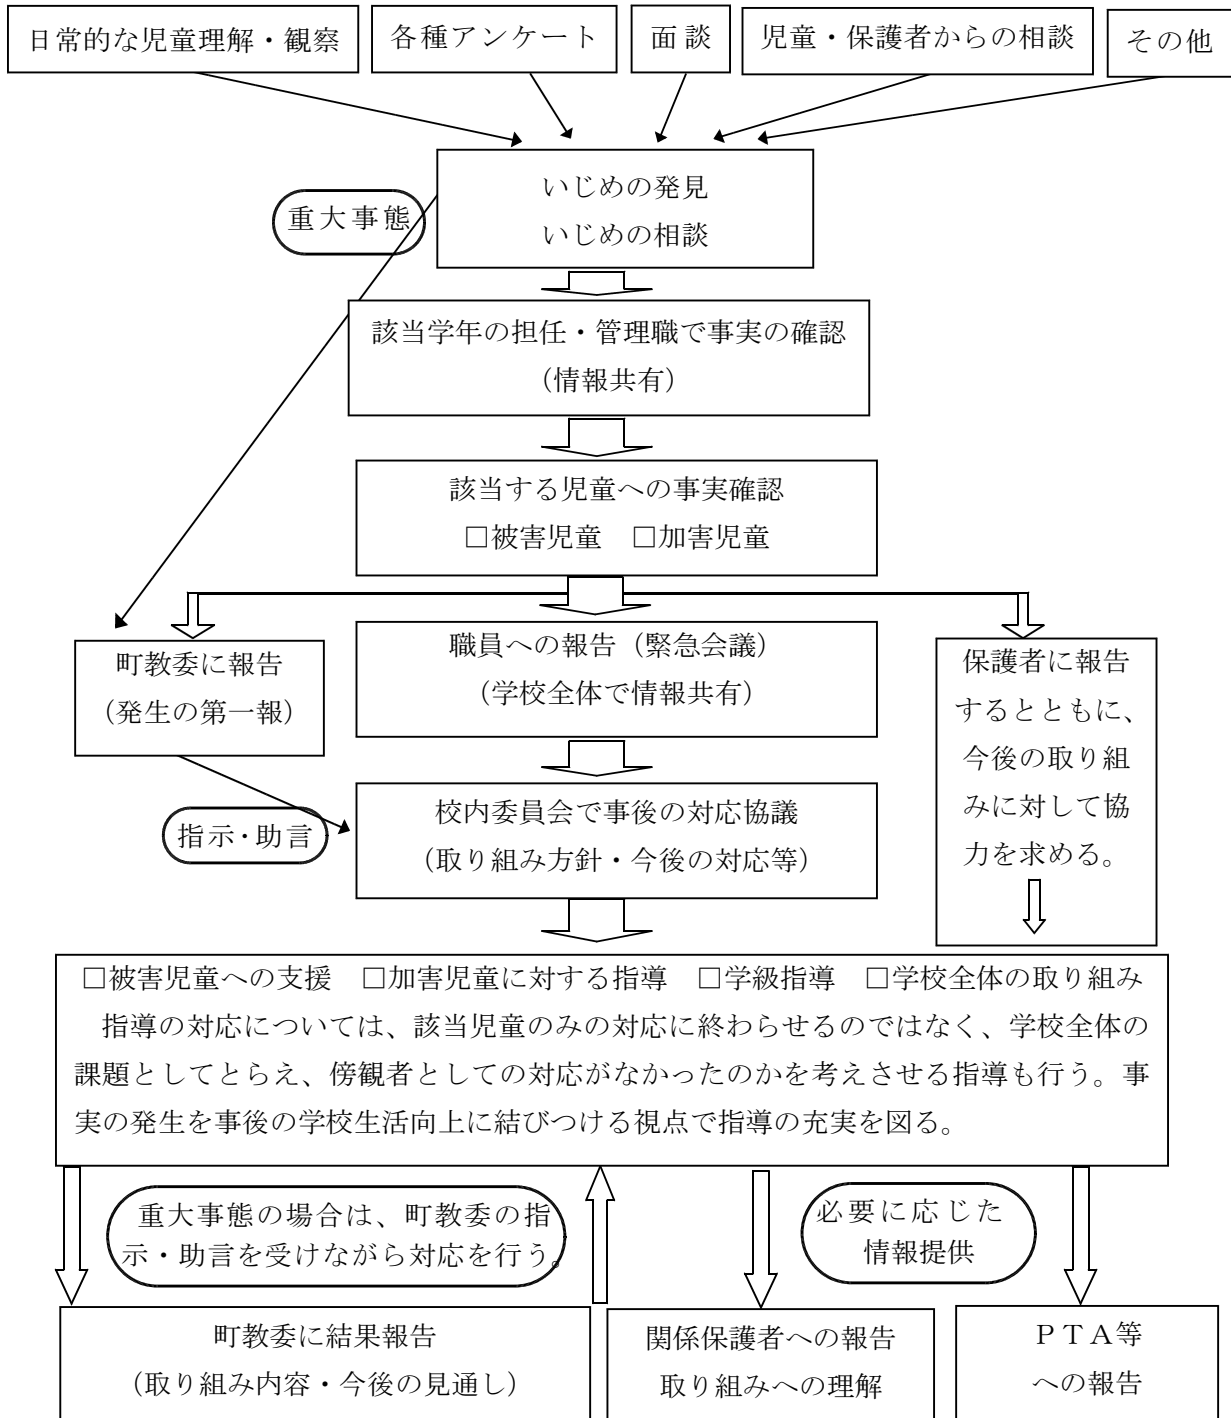 日常的な児童理解・観察
各種アンケート
面談
児童・保護者からの相談
その他
いじめの発見
いじめの相談
重大事態
該当学年の担任・管理職で事実の確認
（情報共有）
該当する児童への事実確認
□被害児童　□加害児童
町教委に報告
（発生の第一報）
職員への報告（緊急会議）
（学校全体で情報共有）
保護者に報告
するとともに、
今後の取り組
みに対して協
力を求める。
指示・助言
校内委員会で事後の対応協議
（取り組み方針・今後の対応等）
□被害児童への支援　□加害児童に対する指導　□学級指導　□学校全体の取り組み
指導の対応については、該当児童のみの対応に終わらせるのではなく、学校全体の
課題としてとらえ、傍観者としての対応がなかったのかを考えさせる指導も行う。事
実の発生を事後の学校生活向上に結びつける視点で指導の充実を図る。
重大事態の場合は、町教委の指
示・助言を受けながら対応を行う。
必要に応じた
情報提供
町教委に結果報告
（取り組み内容・今後の見通し）
関係保護者への報告
取り組みへの理解
ＰＴＡ等
への報告